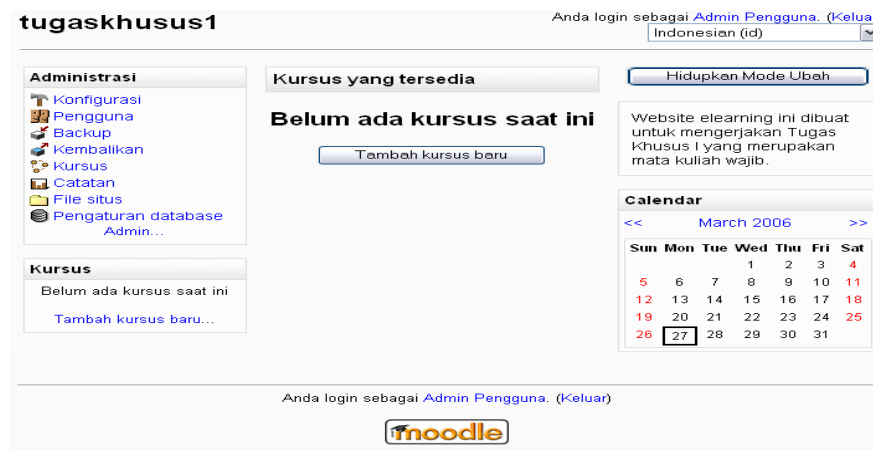 tugaskhusus1
Anda login sebagai Admin Pengguna. (Kelua
Indonesian (id)
Administrasi
Konfigurasi
Pengguna
Backup
Kembalikan
Kursus
Catatan
File situs
Pengaturan database
Admin...
Kursus
Belum ada kursus saat ini
Tambah kursus baru...
Kursus yang tersedia
Belum ada kursus saat ini
Tambah kursus baru
Hidupkan Mode Ubah
Website elearning ini dibuat
untuk mengerjakan Tugas
Khusus I yang merupakan
mata kuliah wajib.
Calendar
<< March 2006 >>
Sun Mon Tue Wed Thu Fri Sat
1 2 3 4
5 6 7 8 9 10 11
12 13 14 15 16 17 18
19 20 21 22 23 24 25
26 27 28 29 30 31
Anda login sebagai Admin Pengguna. (Keluar)
moodle